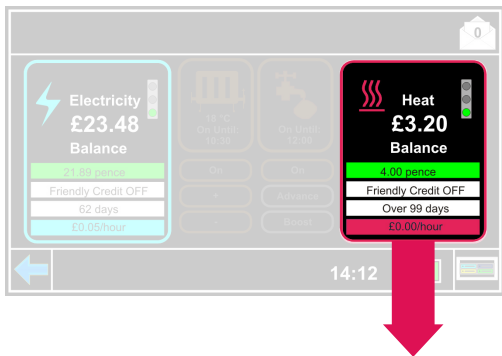 0
Electricity
£23.48
Balance
21.89 pence
Friendly Credit OFF
62 days
£0.05/hour
18 °C
On Until:
19:30
On
+
-
On Until:
12:00
On
Advance
Boost
Heat
£3.20
Balance
4.00 pence
Friendly Credit OFF
Over 99 days
£0.00/hour
14:12